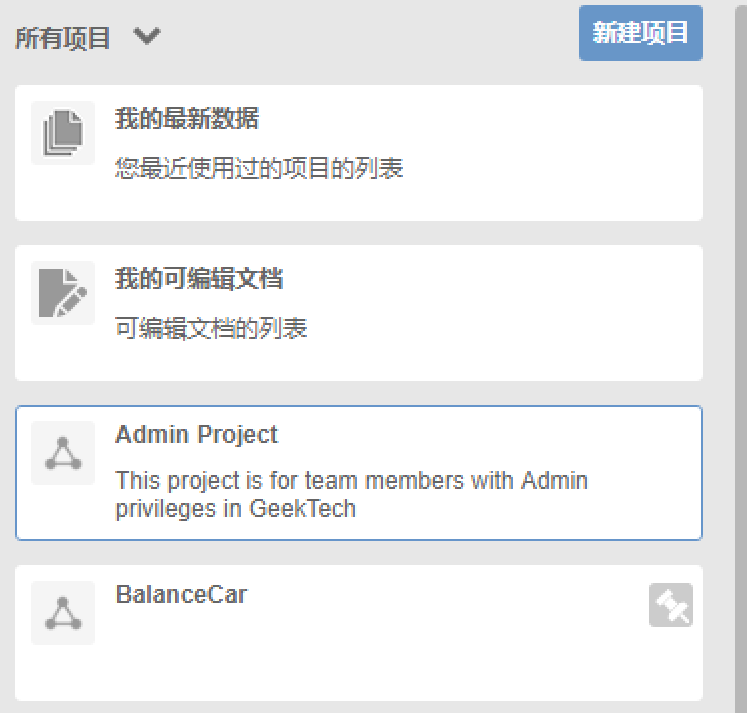 所有项目
新建项目
我的最新数据
您最近使用过的项目的列表
我的可编辑文档
可编辑文档的列表
Admin Project
This project is for team members with Admin
privileges in GeekTech
BalanceCar